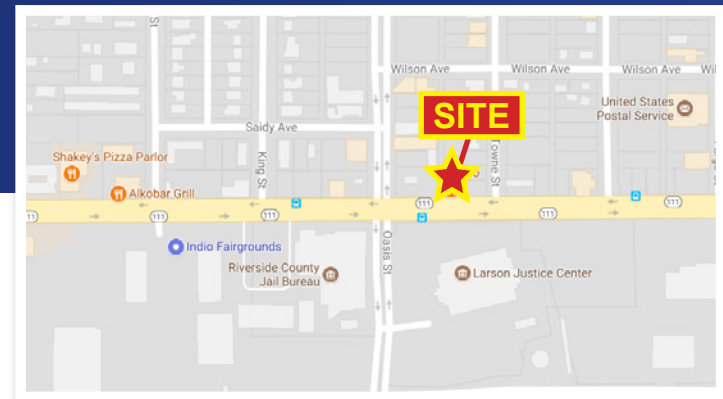 St
Wilson Ave
Wilson Ave
Wilson Ave
Wil
SITE
United States
Postal Service
Saidy Ave
Shakey's Pizza Parlor
King St
Towne St
Alkobar Grill
111
111
111
111
111
111
Indio Fairgrounds
Oasis St
Riverside County
Jail Bureau
Larson Justice Center